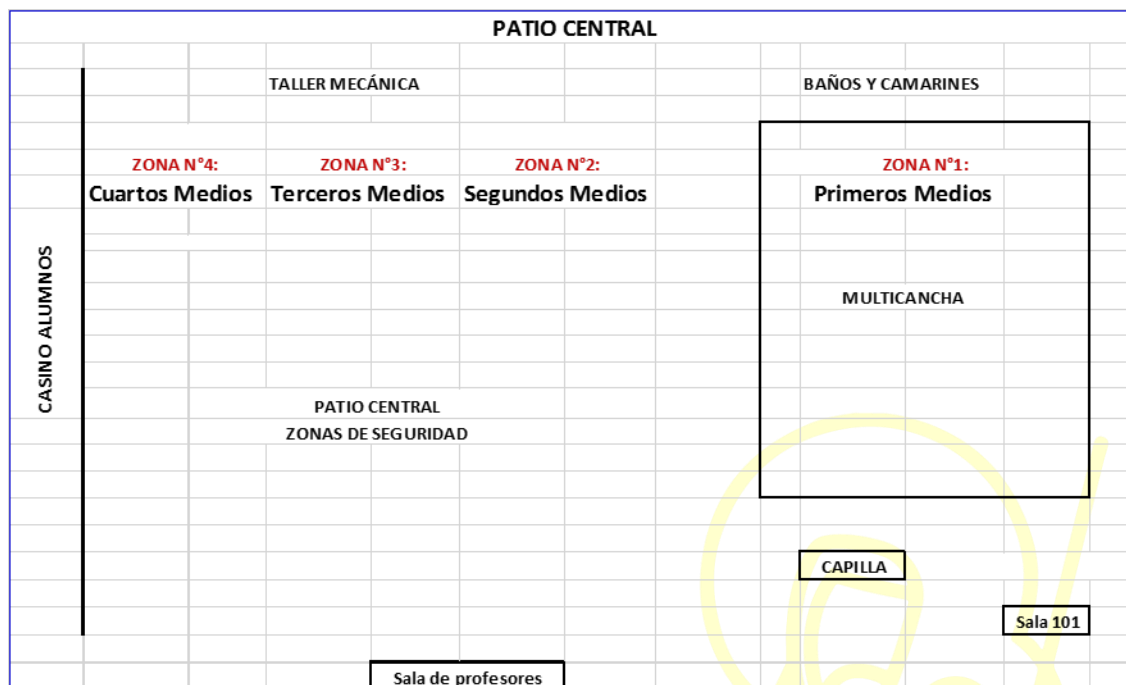 PATIO CENTRAL
TALLER MECÁNICA
BAÑOS Y CAMARINES
ZONA N°4:
ZONA N°3:
ZONA N°2:
ZONA N°1:
Cuartos Medios
Terceros Medios
Segundos Medios
Primeros Medios
CASINO ALUMNOS
MULTICANCHA
PATIO CENTRAL
ZONAS DE SEGURIDAD
CAPILLA
Sala 101
Sala de profesores